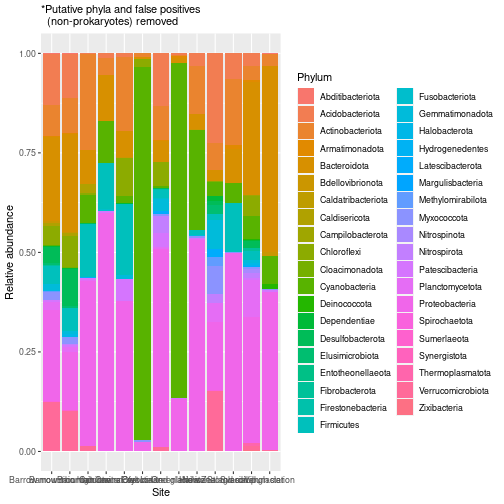 *Putative phyla and false positives
(non-prokaryotes) removed
1.00
0.75
0.50
0.25
0.00
Relative abundance
Site
Phylum
Abditibacteriota
Acidobacteriota
Actinobacteriota
Armatimonadota
Bacteroidota
Bdellovibrionota
Caldatribacteriota
Caldisericota
Campilobacterota
Chloroflexi
Cloacimonadota
Cyanobacteria
Deinococcota
Dependentiae
Desulfobacterota
Elusimicrobiota
Entotheonellaeota
Fibrobacterota
Firestonebacteria
Firmicutes
Fusobacteriota
Gemmatimonadota
Halobacterota
Hydrogenedentes
Latescibacterota
Margulisbacteria
Methylomirabilota
Myxococcota
Nitrospinota
Nitrospirota
Patescibacteria
Planctomycetota
Proteobacteria
Spirochaetota
Sumerlaeota
Synergistota
Thermoplasmatota
Verrucomicrobiota
Zixibacteria